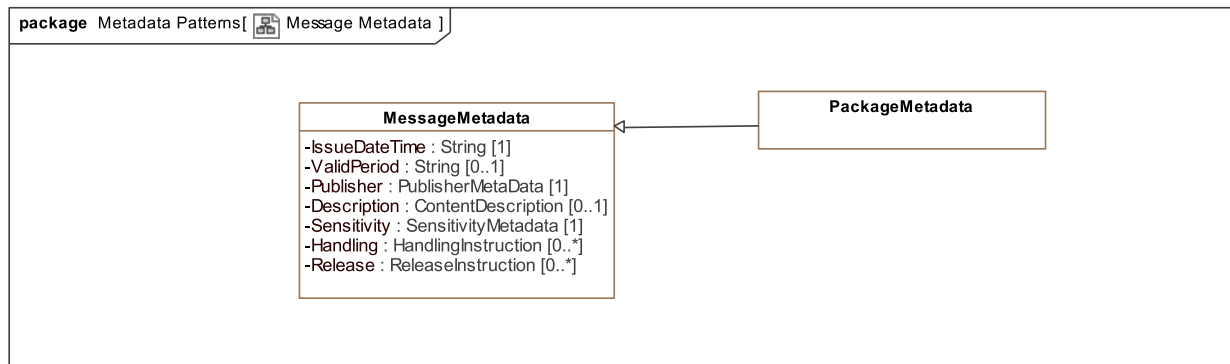 package Metadata Patterns[ Message Metadata ]
MessageMetadata
-IssueDateTime : String [1]
-ValidPeriod : String [0..1]
-Publisher : PublisherMetaData [1]
-Description : ContentDescription [0..1]
-Sensitivity : SensitivityMetadata [1]
-Handling : HandlingInstruction [0..*]
-Release : ReleaseInstruction [0..*]
PackageMetadata